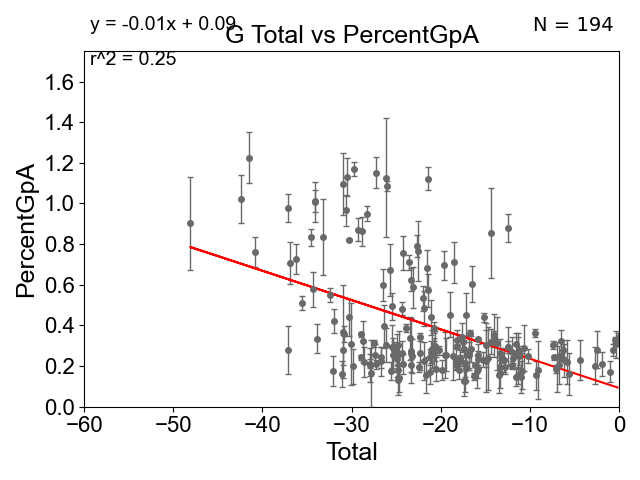 y = -0.01x + 0.09
G Total vs PercentGpA
N = 194
r^2 = 0.25
PercentGpA
1.6
1.4
1.2
1.0
0.8
0.6
0.4
0.2
0.0
−60 −50 −40 −30 −20 −10 0
Total